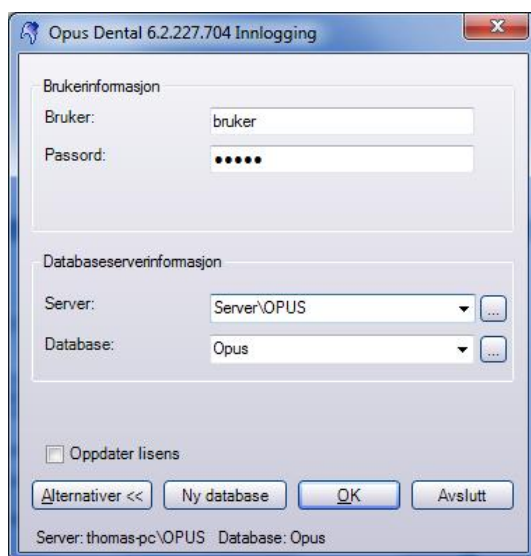 Opus Dental 6.2.227.704 Innlogging
Brukerinformasjon
Bruker: bruker
Passord: •••••
Databaseserverinformasjon
Server: Server\OPUS ...
Database: Opus ...
Oppdater lisens
Alternativer << Ny database OK Avslutt
Server: thomas-pc\OPUS Database: Opus